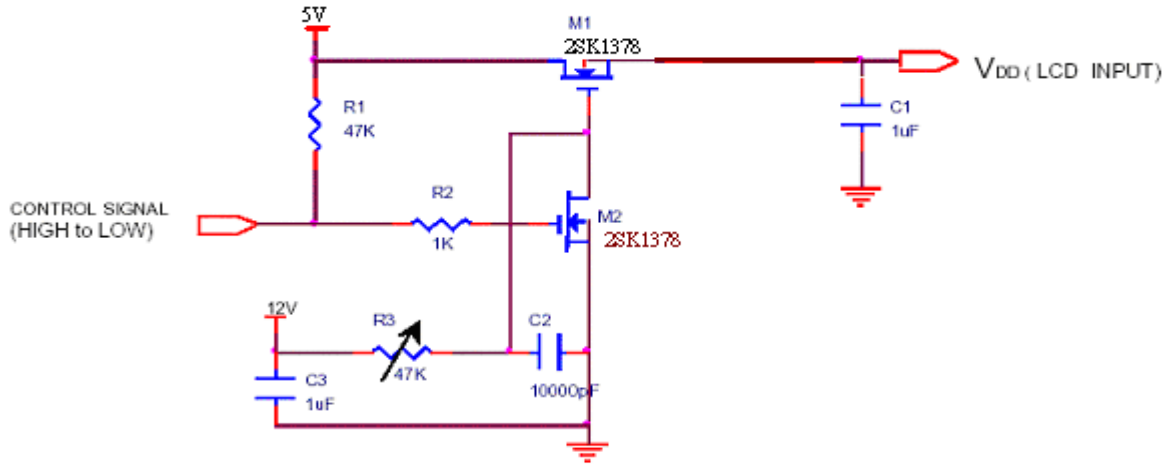 5V
M1
2SK1378
VDD ( LCD INPUT)
R1
47K
C1
1uF
CONTROL SIGNAL
(HIGH to LOW)
R2
1K
M2
2SK1378
12V
R3
47K
C2
10000pF
C3
1uF